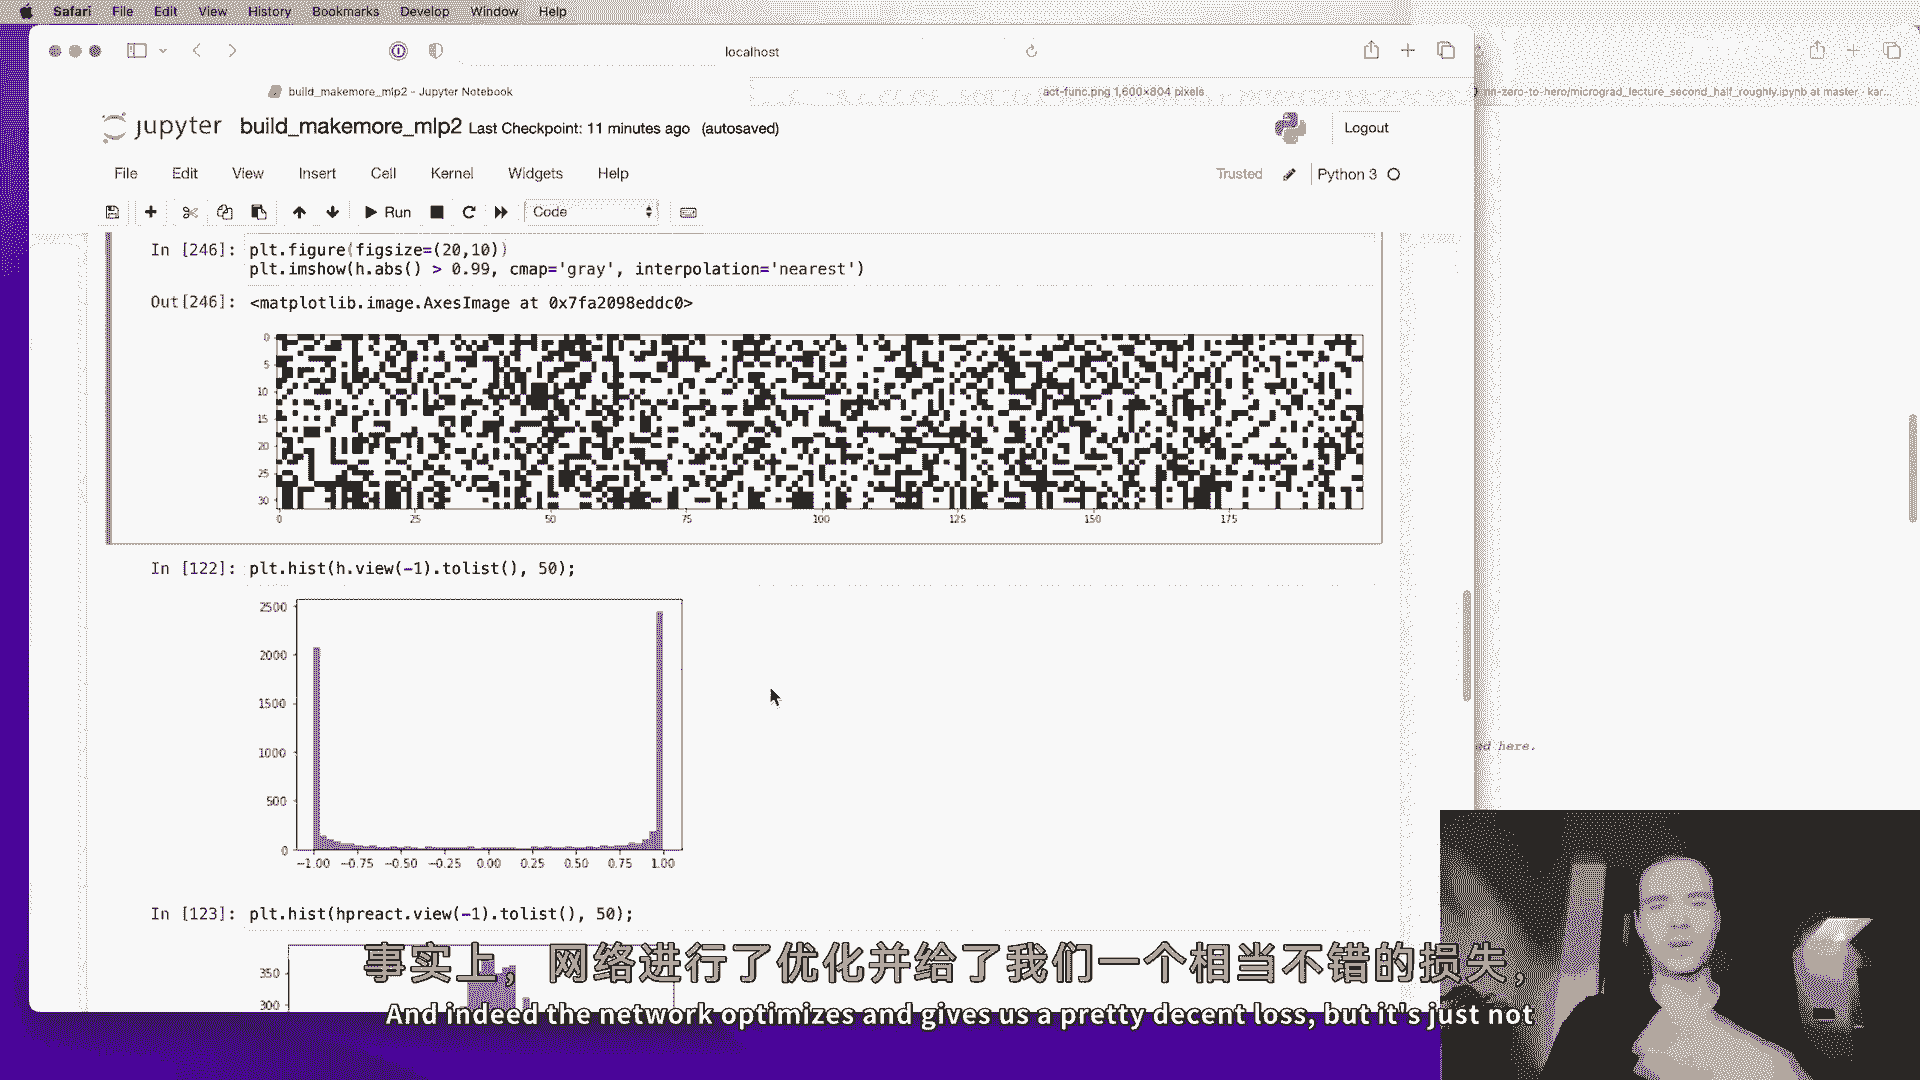 Safari File Edit View History Bookmarks Develop Window Help
localhost
build_makemore_mlp2 - Jupyter Notebook
act-func.png 1,600×804 pixels
nn-zero-to-hero/micrograd_lecture_second_half_roughly.ipynb at master · kar...
jupyter build_makemore_mlp2 Last Checkpoint: 11 minutes ago (autosaved)
Logout
File Edit View Insert Cell Kernel Widgets Help
Trusted Python 3
Run Code
In [246]: plt.figure(figsize=(20,10))
plt.imshow(h.abs() > 0.99, cmap='gray', interpolation='nearest')
Out[246]: <matplotlib.image.AxesImage at 0x7fa2098eddc0>
0
5
10
15
20
25
30
0 25 50 75 100 125 150 175
In [122]: plt.hist(h.view(-1).tolist(), 50);
2500
2000
1500
1000
500
0
−1.00 −0.75 −0.50 −0.25 0.00 0.25 0.50 0.75 1.00
ed here.
In [123]: plt.hist(hpreact.view(-1).tolist(), 50);
350
300
事实上，网络进行了优化并给了我们一个相当不错的损失，
And indeed the network optimizes and gives us a pretty decent loss, but it's just not